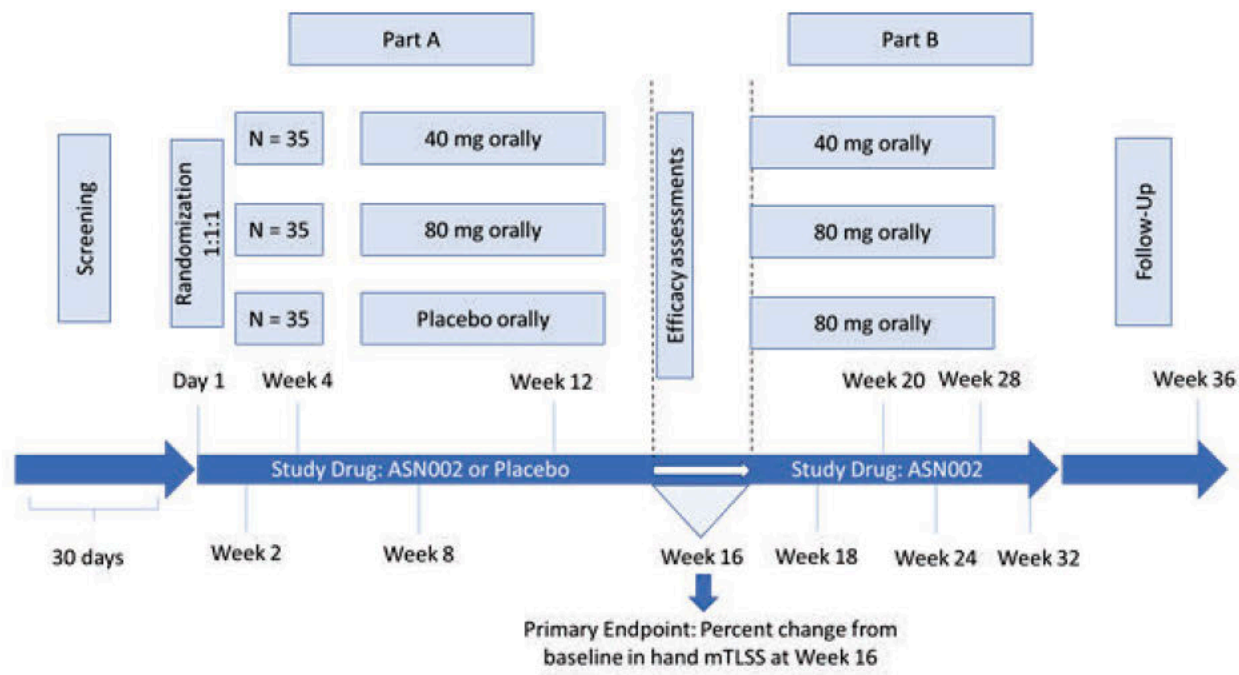 Part A
Part B
Screening
Randomization
1:1:1
N = 35
40 mg orally
N = 35
80 mg orally
N = 35
Placebo orally
Efficacy assessments
40 mg orally
80 mg orally
80 mg orally
Follow-Up
Day 1
Week 4
Week 12
Week 20
Week 28
Week 36
Study Drug: ASN002 or Placebo
Study Drug: ASN002
30 days
Week 2
Week 8
Week 16
Week 18
Week 24
Week 32
Primary Endpoint: Percent change from
baseline in hand mTLSS at Week 16